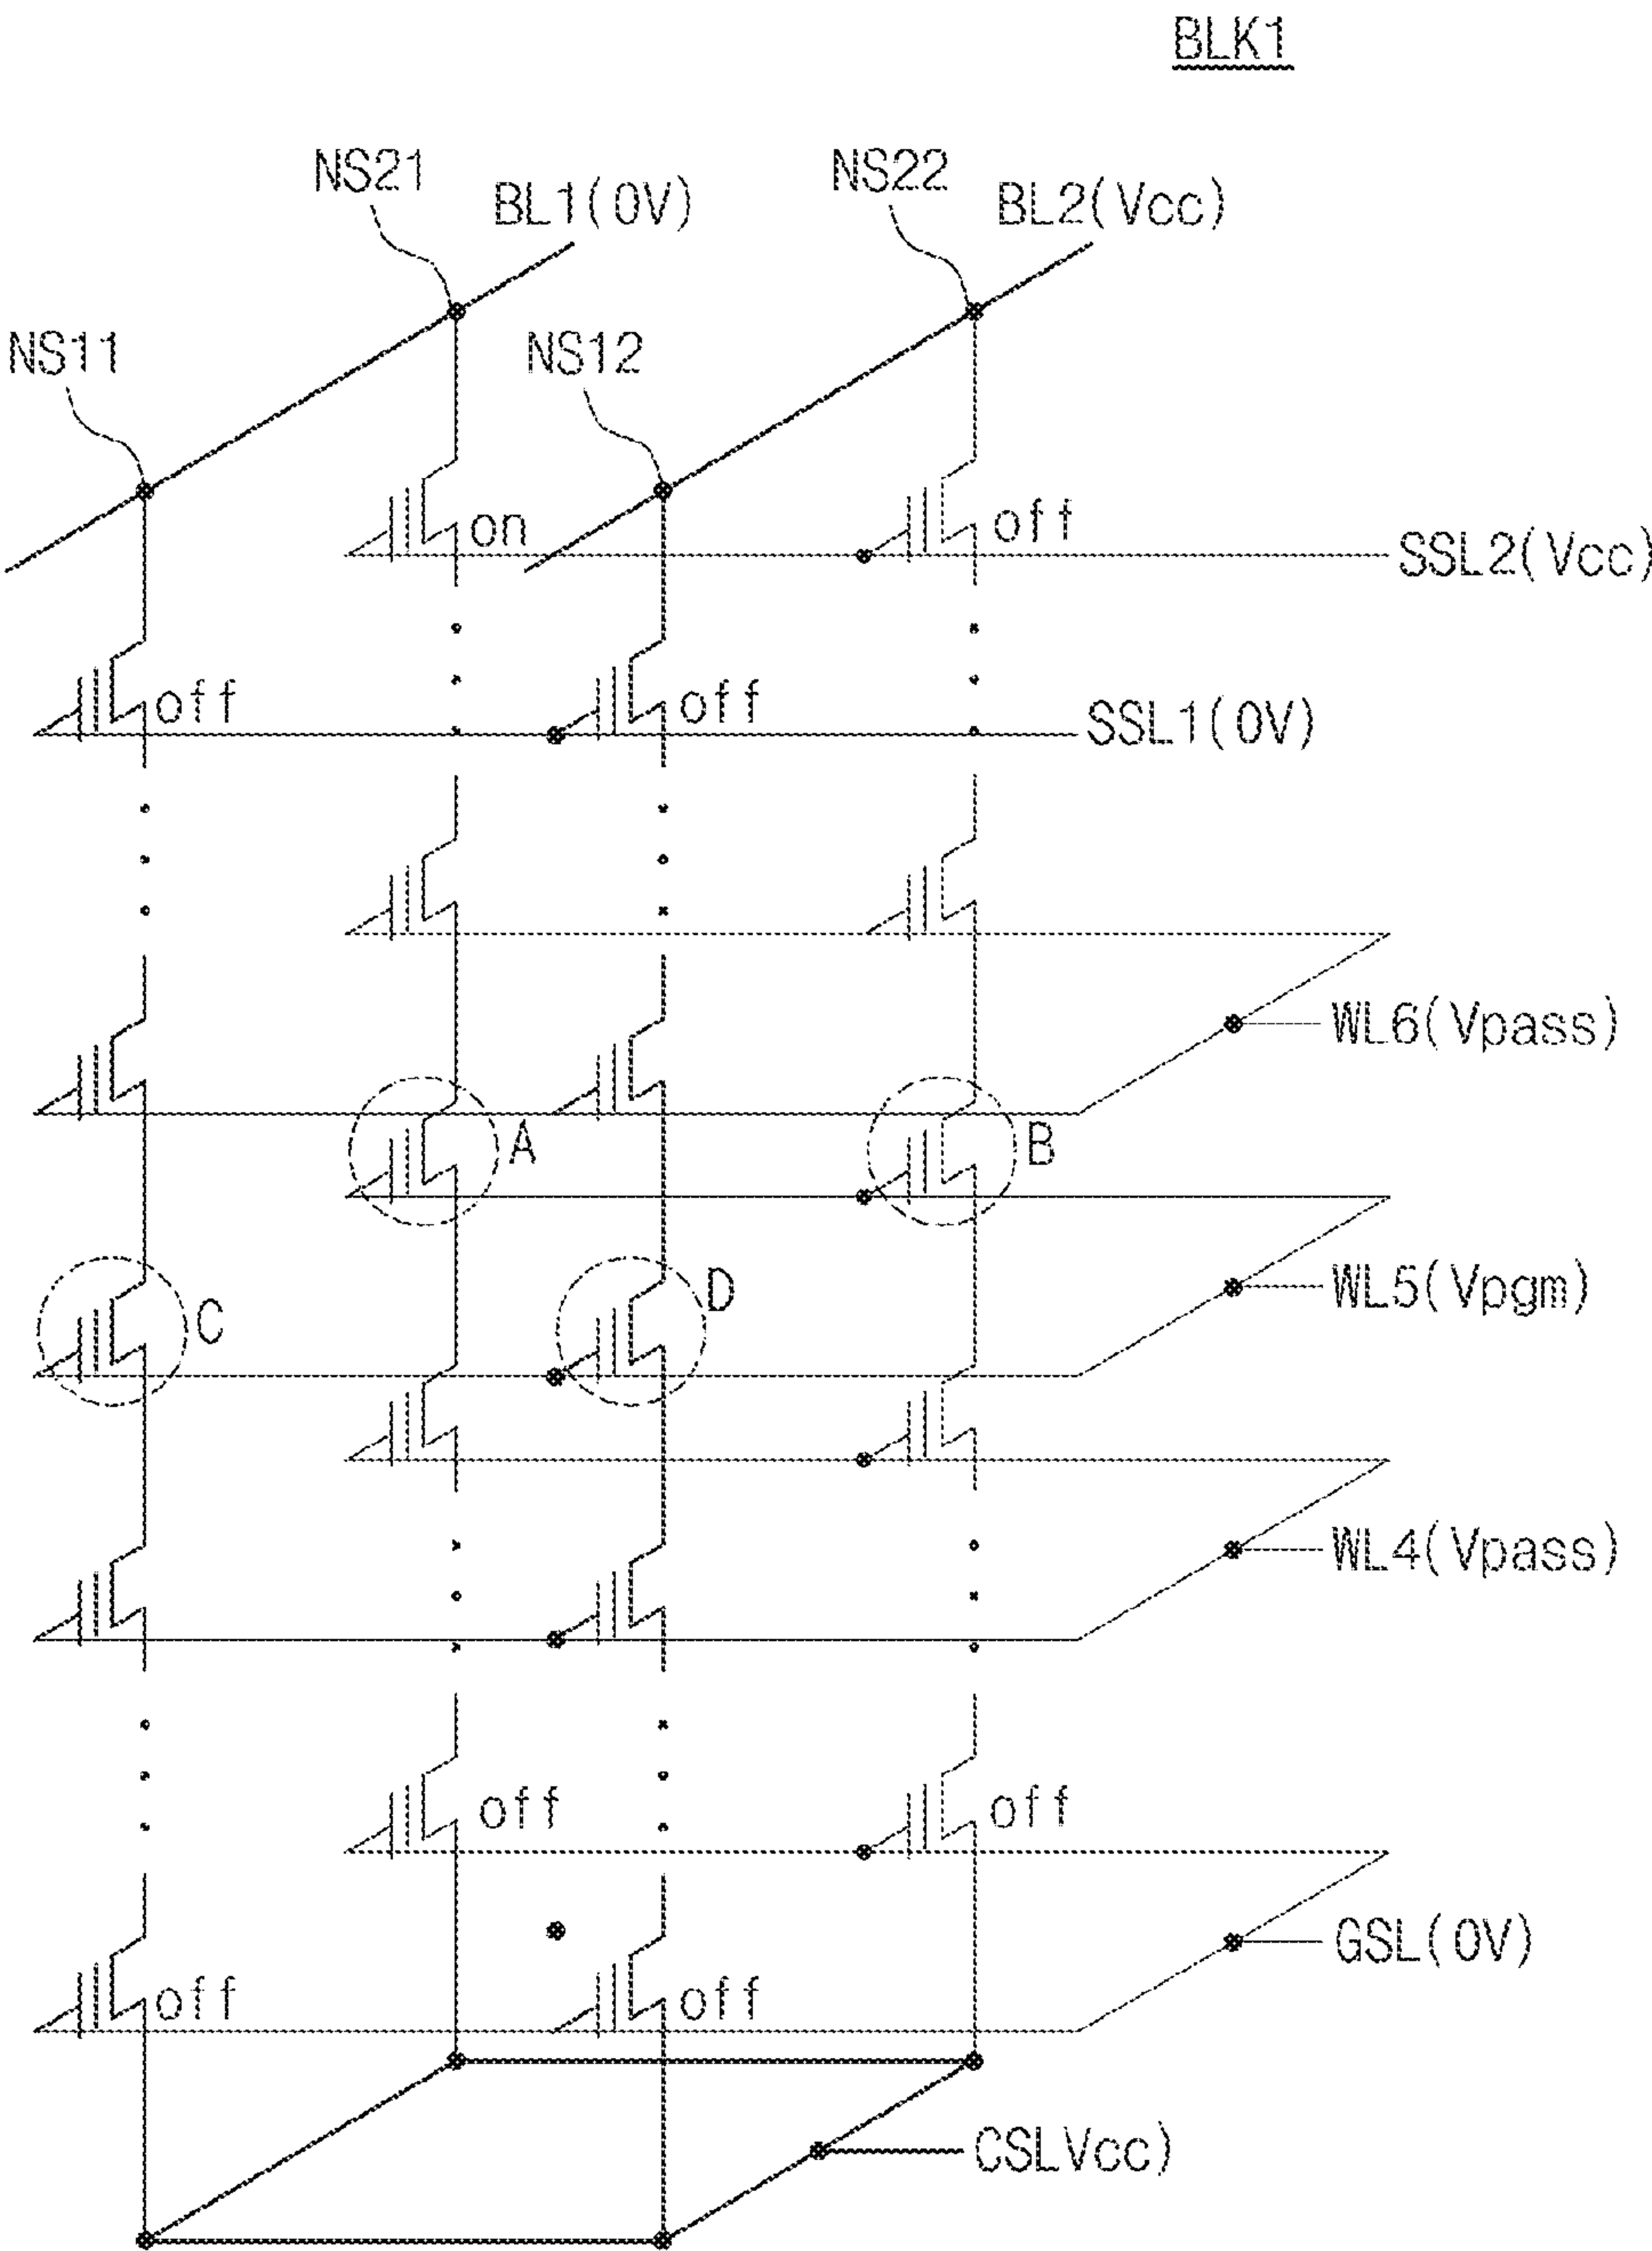 BLK1
NS21
BL1(0V)
NS22
BL2(Vcc)
NS11
NS12
on
off
SSL2(Vcc)
off
off
SSL1(0V)
WL6(Vpass)
A
B
C
D
WL5(Vpgm)
WL4(Vpass)
off
off
GSL(0V)
off
off
CSLVcc)